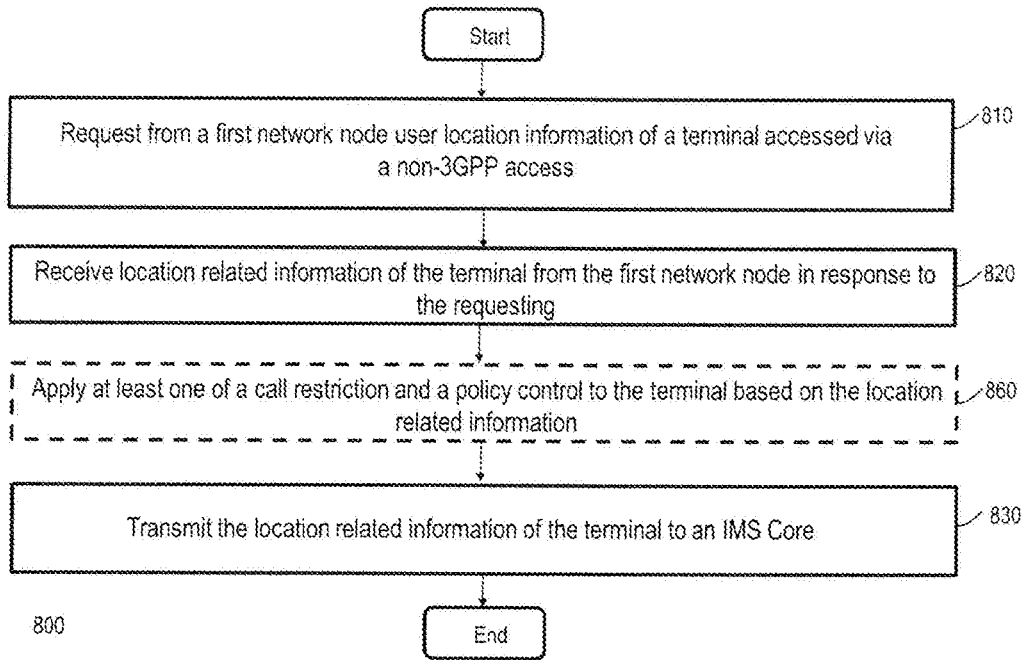 Start
Request from a first network node user location information of a terminal accessed via
a non-3GPP access
810
Receive location related information of the terminal from the first network node in response to
the requesting
820
Apply at least one of a call restriction and a policy control to the terminal based on the location
related information
860
Transmit the location related information of the terminal to an IMS Core
830
End
800